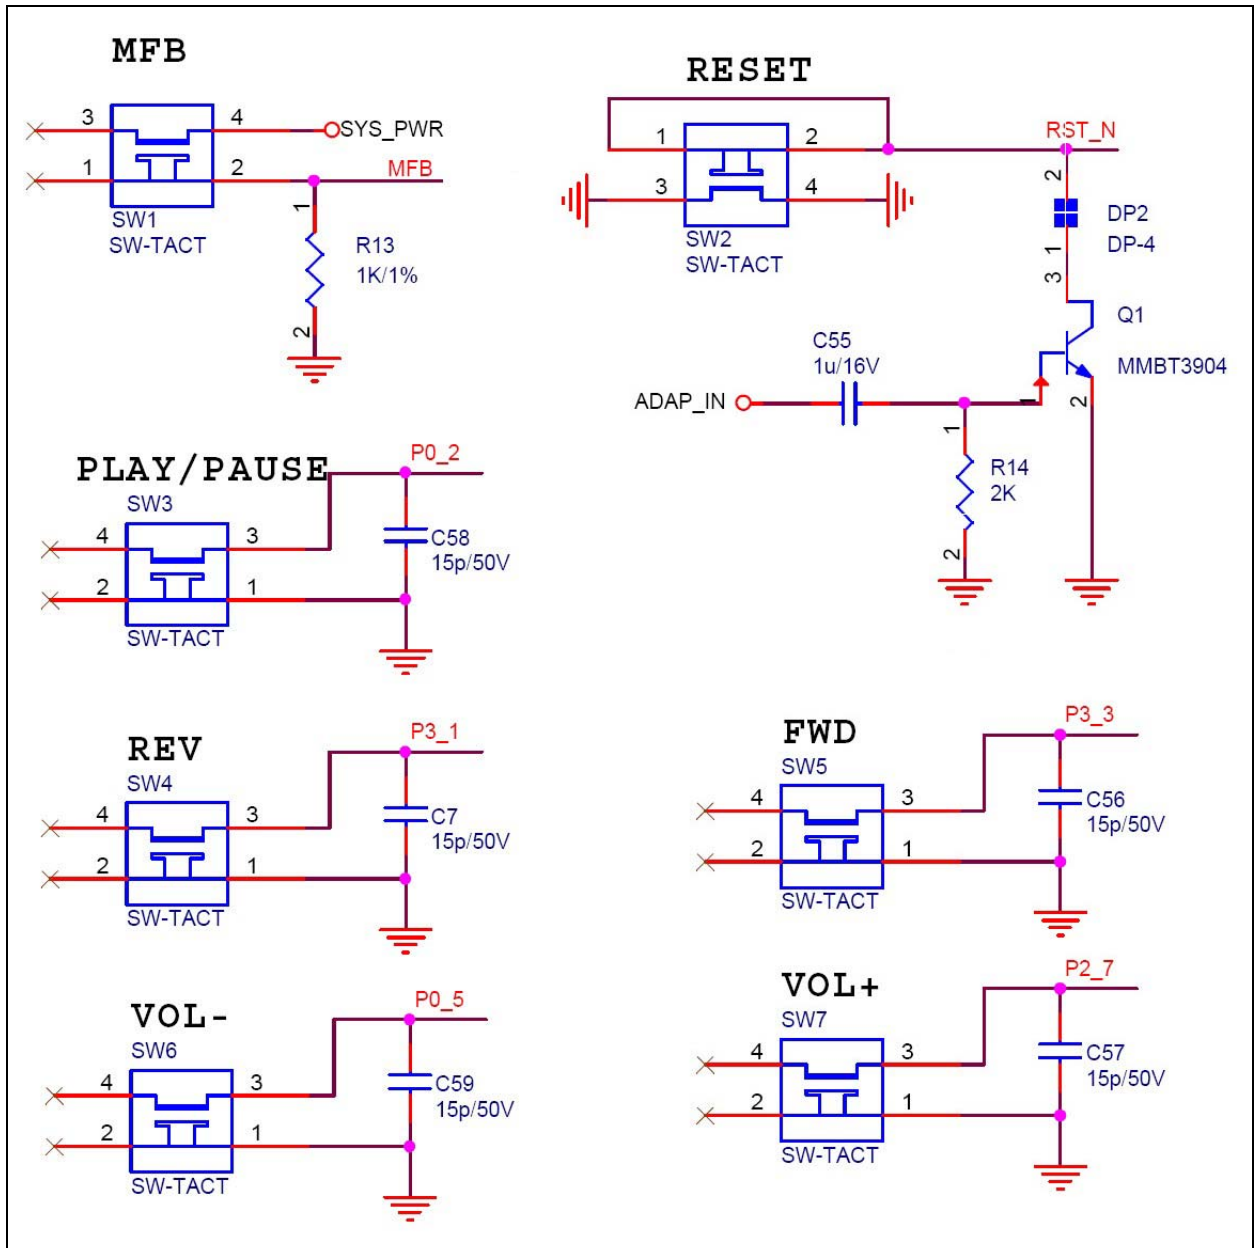 MFB
3
4
SYS_PWR
1
2
MFB
SW1
SW-TACT
1
R13
1K/1%
2
RESET
1
2
RST_N
3
4
SW2
SW-TACT
2
DP2
DP-4
1
3
Q1
MMBT3904
C55
1u/16V
ADAP_IN
1
2
1
R14
2K
2
PLAY/PAUSE
P0_2
SW3
4
3
C58
15p/50V
2
1
SW-TACT
REV
P3_1
SW4
4
3
C7
15p/50V
2
1
SW-TACT
FWD
P3_3
SW5
4
3
C56
15p/50V
2
1
SW-TACT
VOL-
P0_5
SW6
4
3
C59
15p/50V
2
1
SW-TACT
VOL+
P2_7
SW7
4
3
C57
15p/50V
2
1
SW-TACT